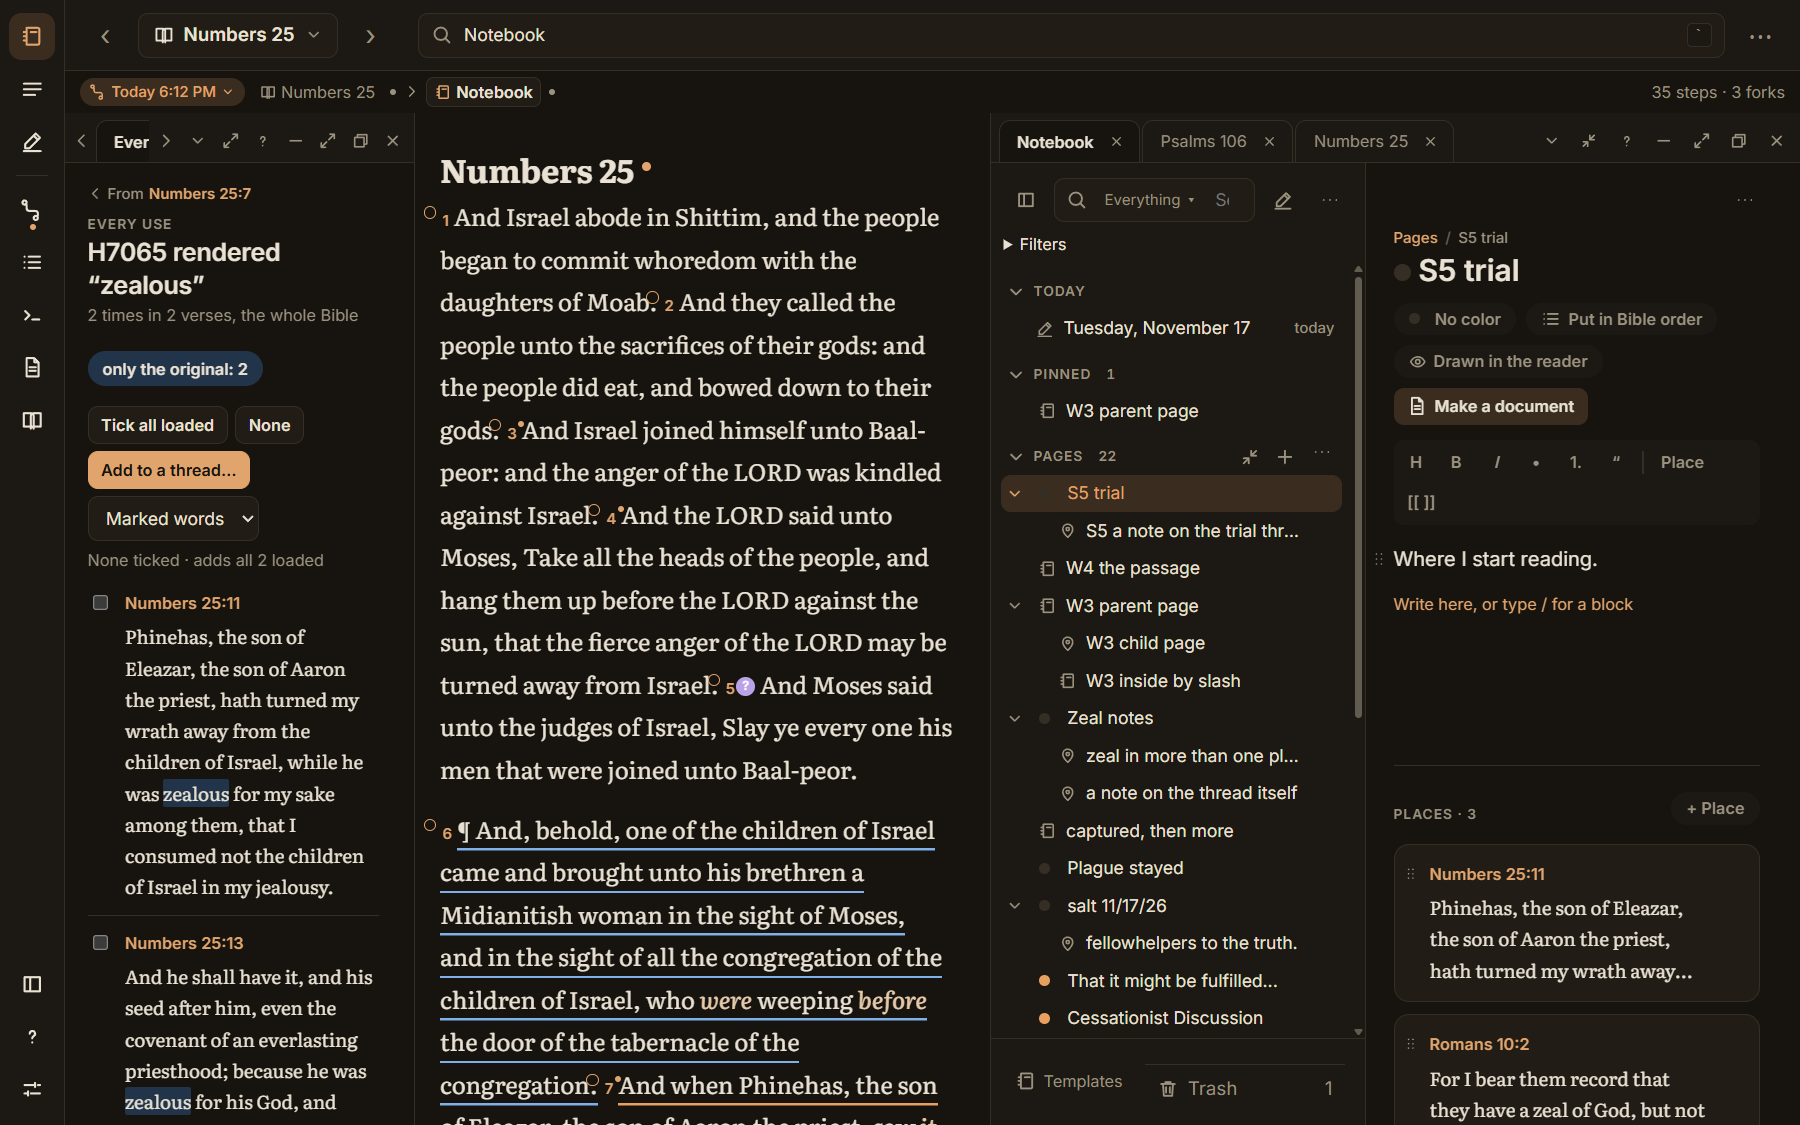 Numbers 25
Notebook
`
Today 6:12 PM
Numbers 25
Notebook
35 steps · 3 forks
Ever
From Numbers 25:7
EVERY USE
H7065 rendered
“zealous”
2 times in 2 verses, the whole Bible
only the original: 2
Tick all loaded
None
Add to a thread...
Marked words
None ticked · adds all 2 loaded
Numbers 25:11
Phinehas, the son of
Eleazar, the son of Aaron
the priest, hath turned my
wrath away from the
children of Israel, while he
was zealous for my sake
among them, that I
consumed not the children
of Israel in my jealousy.
Numbers 25:13
And he shall have it, and his
seed after him, even the
covenant of an everlasting
priesthood; because he was
zealous for his God, and
Numbers 25
1 And Israel abode in Shittim, and the people
began to commit whoredom with the
daughters of Moab. 2 And they called the
people unto the sacrifices of their gods: and
the people did eat, and bowed down to their
gods. 3 And Israel joined himself unto Baal-
peor: and the anger of the LORD was kindled
against Israel: 4 And the LORD said unto
Moses, Take all the heads of the people, and
hang them up before the LORD against the
sun, that the fierce anger of the LORD may be
turned away from Israel. 5 ? And Moses said
unto the judges of Israel, Slay ye every one his
men that were joined unto Baal-peor.
6 ¶ And, behold, one of the children of Israel
came and brought unto his brethren a
Midianitish woman in the sight of Moses,
and in the sight of all the congregation of the
children of Israel, who were weeping before
the door of the tabernacle of the
congregation. 7 And when Phinehas, the son
of Eleazar, the son of Aaron the priest, saw it,
Notebook
Psalms 106
Numbers 25
?
Everything
Filters
TODAY
Tuesday, November 17 today
PINNED 1
W3 parent page
PAGES 22
S5 trial
S5 a note on the trial thr...
W4 the passage
W3 parent page
W3 child page
W3 inside by slash
Zeal notes
zeal in more than one pl...
a note on the thread itself
captured, then more
Plague stayed
salt 11/17/26
fellowhelpers to the truth.
That it might be fulfilled...
Cessationist Discussion
Templates
Trash 1
Pages / S5 trial
S5 trial
No color
Put in Bible order
Drawn in the reader
Make a document
H B I • 1. “ Place
[[ ]]
Where I start reading.
Write here, or type / for a block
PLACES · 3
+ Place
Numbers 25:11
Phinehas, the son of Eleazar,
the son of Aaron the priest,
hath turned my wrath away...
Romans 10:2
For I bear them record that
they have a zeal of God, but not